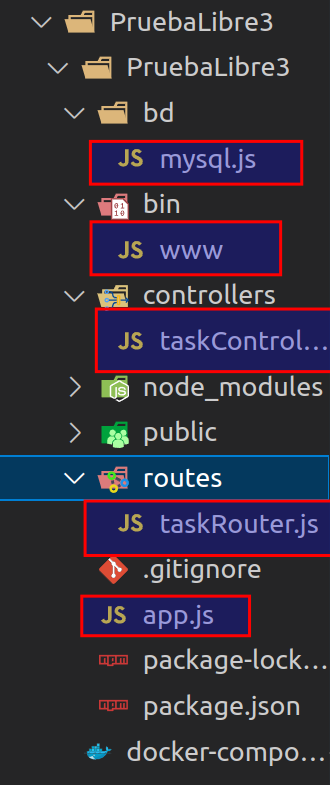 PruebaLibre3
PruebaLibre3
bd
JS mysql.js
bin
JS www
controllers
JS taskControl...
node_modules
public
routes
JS taskRouter.js
.gitignore
JS app.js
package-lock...
package.json
docker-compo...